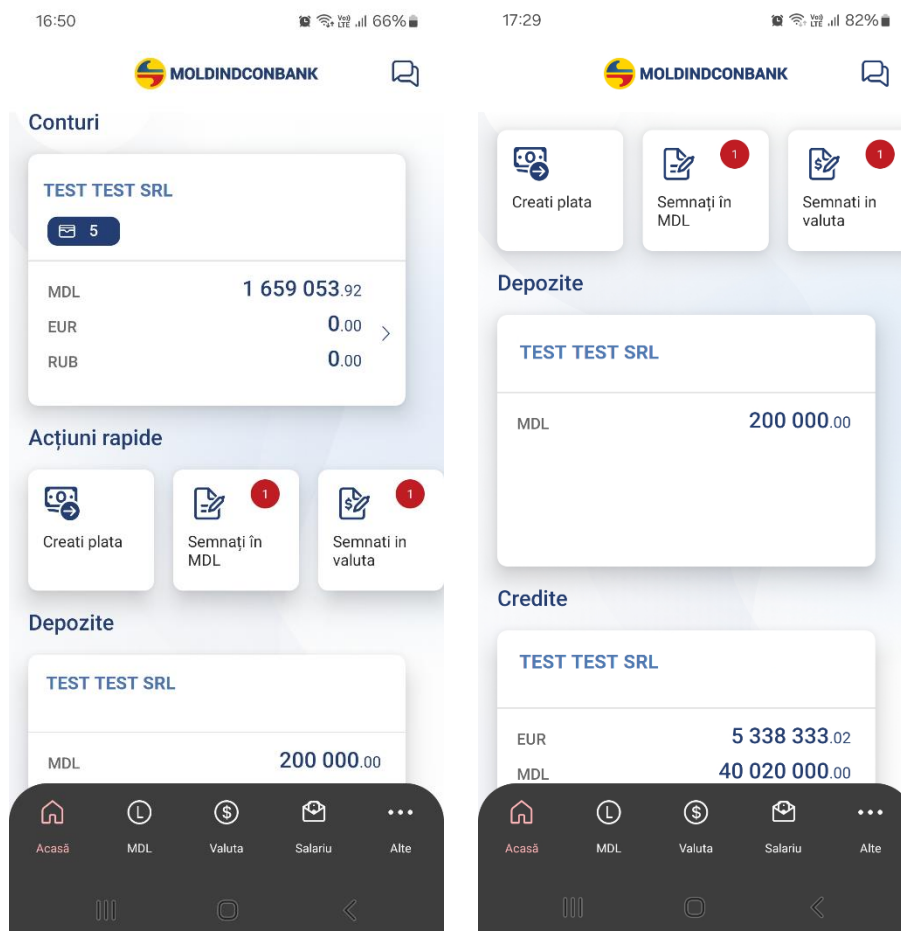 16:50
Vo) LTE 66%
MOLDINDCONBANK
Conturi
TEST TEST SRL
5
MDL 1 659 053.92
EUR 0.00
RUB 0.00
Acțiuni rapide
1
1
Creati plata
Semnați în
MDL
Semnati in
valuta
Depozite
TEST TEST SRL
MDL 200 000.00
Acasă
MDL
Valuta
Salariu
Alte
17:29
Vo) LTE 82%
MOLDINDCONBANK
1
1
Creati plata
Semnați în
MDL
Semnati in
valuta
Depozite
TEST TEST SRL
MDL 200 000.00
Credite
TEST TEST SRL
EUR 5 338 333.02
MDL 40 020 000.00
Acasă
MDL
Valuta
Salariu
Alte